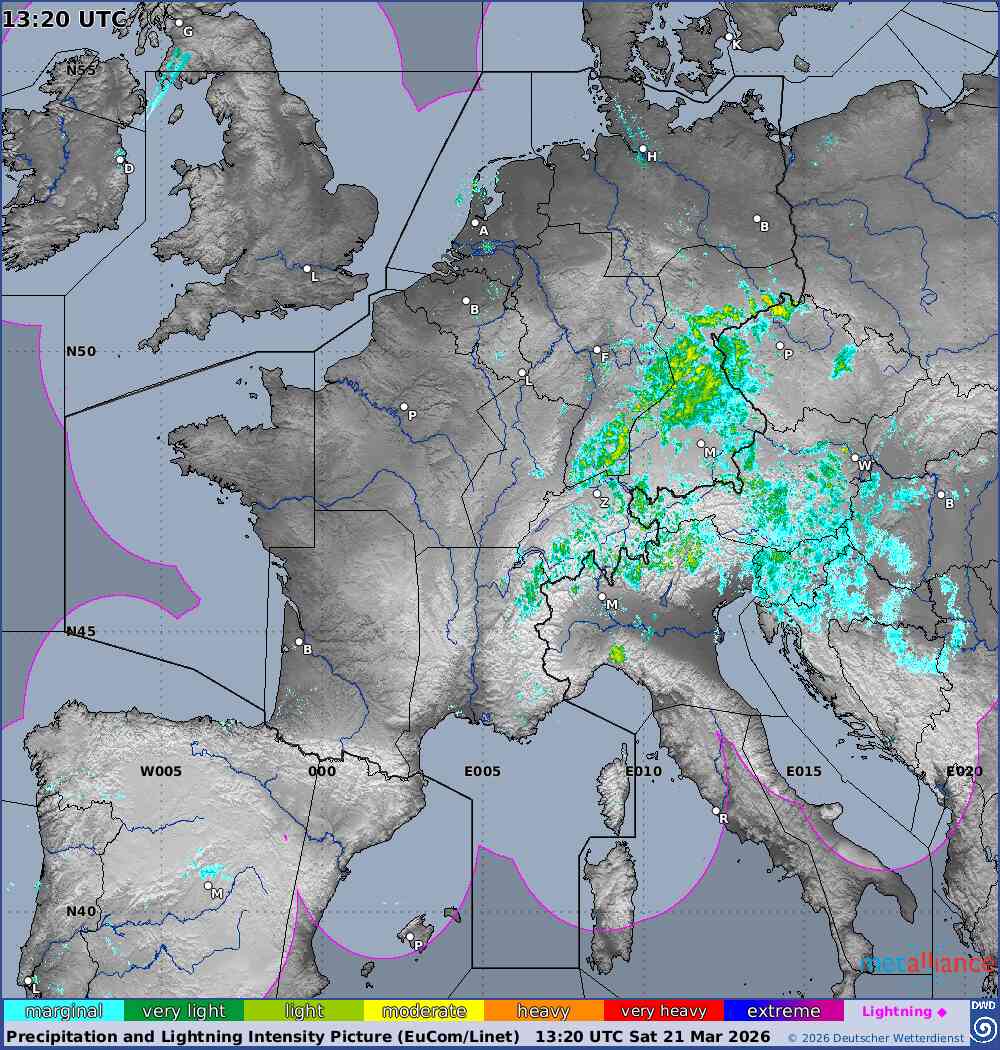 13:20 UTC
G
K
N55
D
H
A
B
L
B
N50
F
P
L
P
M
W
Z
B
M
N45
B
W005
000
E005
E010
E015
E020
R
M
N40
P
metalliance
L
marginal very light light moderate heavy very heavy extreme Lightning ◆
DWD
Precipitation and Lightning Intensity Picture (EuCom/Linet) 13:20 UTC Sat 21 Mar 2026 © 2026 Deutscher Wetterdienst